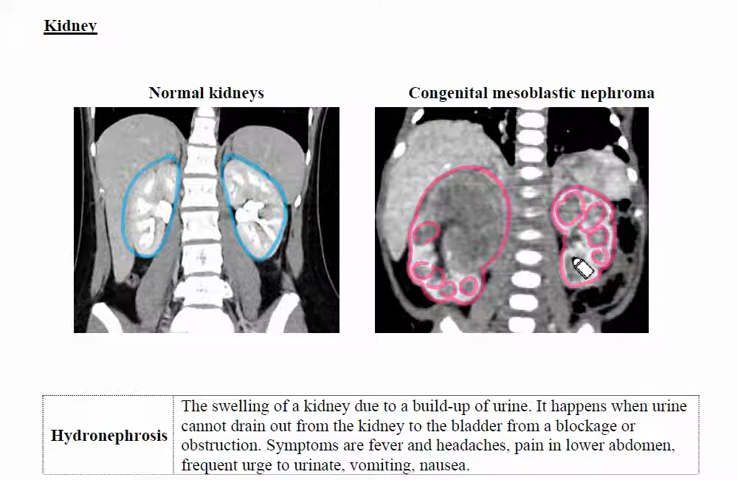 Kidney
Normal kidneys
Congenital mesoblastic nephroma
Hydronephrosis
The swelling of a kidney due to a build-up of urine. It happens when urine
cannot drain out from the kidney to the bladder from a blockage or
obstruction. Symptoms are fever and headaches, pain in lower abdomen,
frequent urge to urinate, vomiting, nausea.